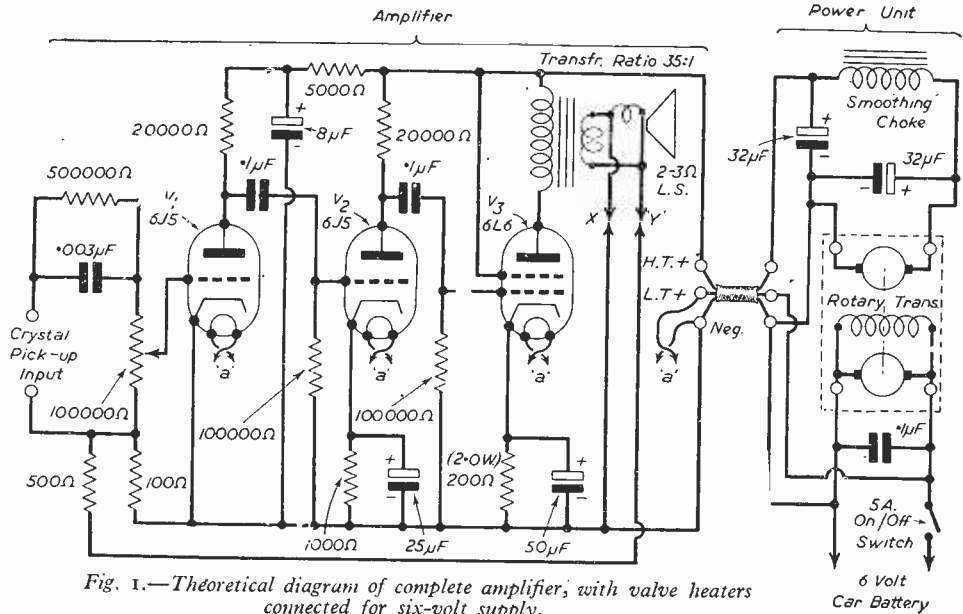 Amplifier
Power Unit
Transfr. Ratio 35:1
5000Ω
20000Ω
+
8μF
-
20000Ω
·1μF
·1μF
500000Ω
·003μF
V1
6J5
V2
6J5
V3
6L6
2-3Ω
L.S.
X
Y
Smoothing
Choke
+
32μF
-
32μF
-
+
H.T.+
L.T+
Neg.
Rotary Trans.
Crystal
Pick-up
Input
'a'
'a'
'a'
'a'
100000Ω
100000Ω
100000Ω
500Ω
100Ω
1000Ω
+
-
25μF
(2·0W)
200Ω
+
-
50μF
·1μF
5A.
On/Off
Switch
6 Volt
Car Battery
Fig. 1.—Theoretical diagram of complete amplifier, with valve heaters
connected for six-volt supply.